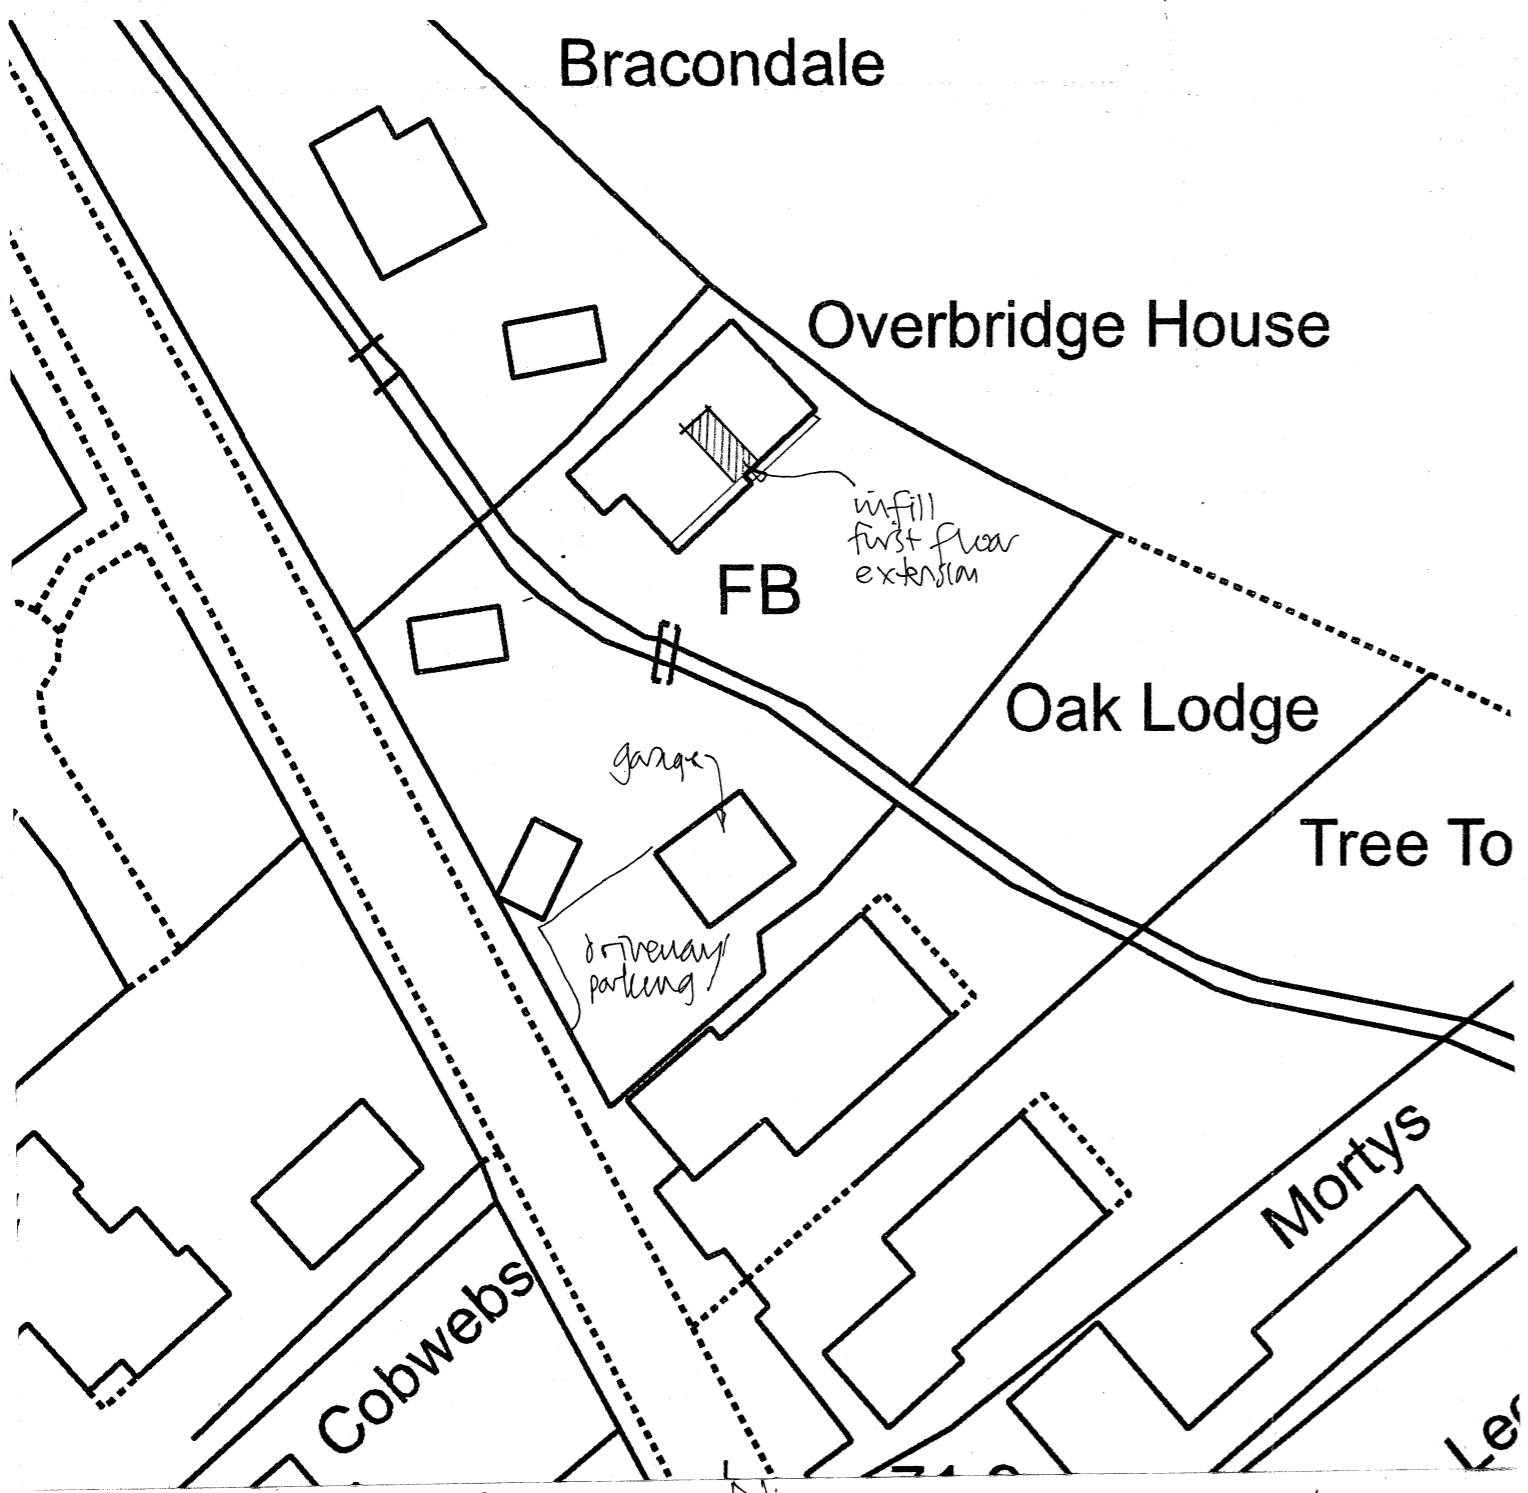 Bracondale
Overbridge House
infill
first floor
extension
FB
Oak Lodge
garage
Tree To
driveway/
parking
Mortys
Cobwebs